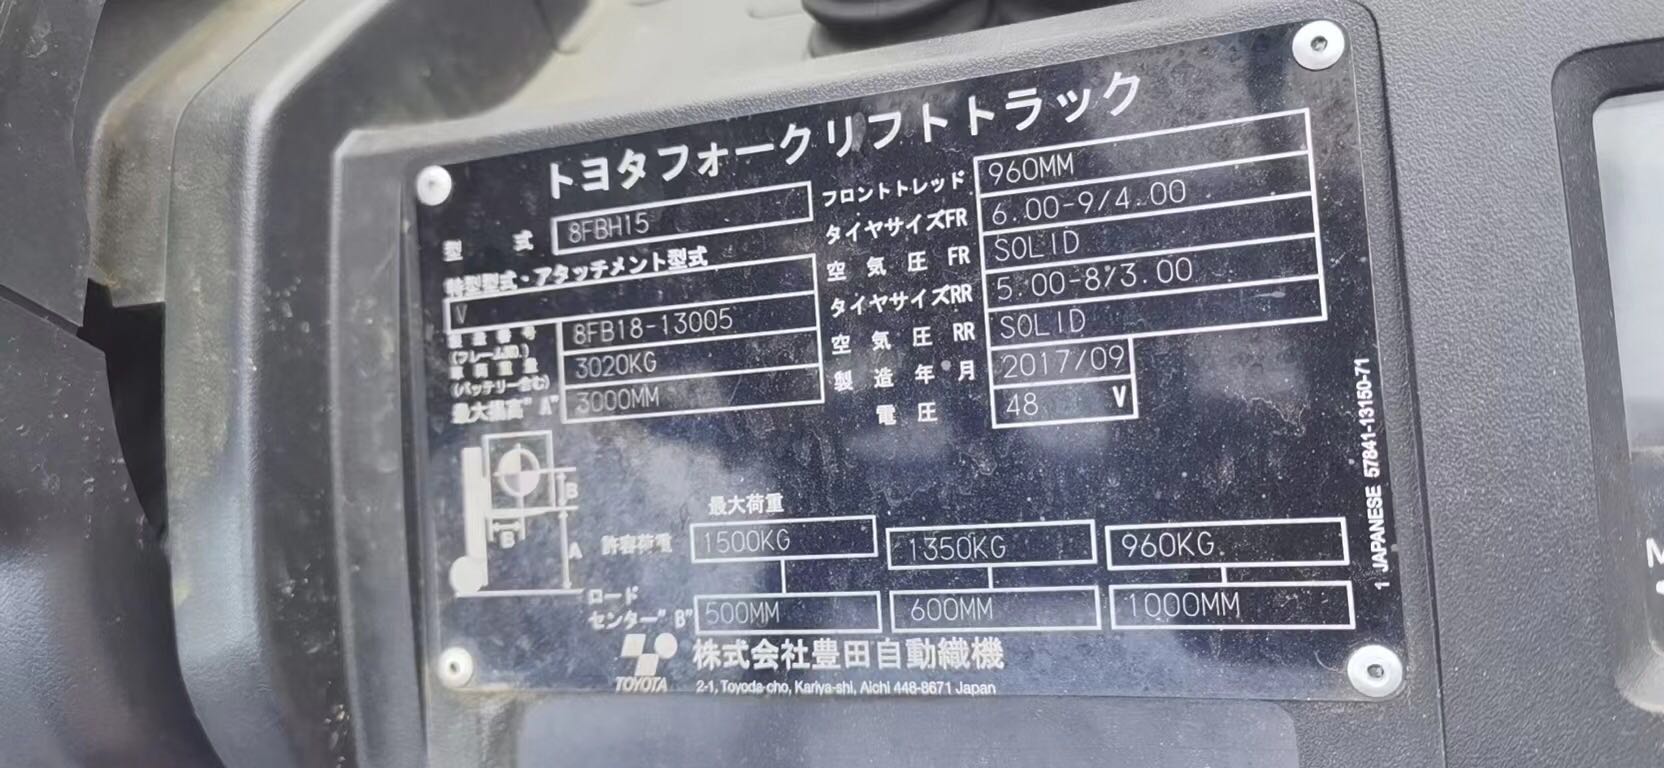 トヨタフォークリフトトラック
型 式 8FBH15
特型型式・アタッチメント型式
V
製造番号 (フレームNO.) 8FB18-13005
車両重量 (バッテリー含む) 3020KG
最大揚高"A" 3000MM
フロントトレッド 960MM
タイヤサイズFR 6.00-9/4.00
空気圧 FR SOLID
タイヤサイズRR 5.00-8/3.00
空気圧 RR SOLID
製造年月 2017/09
電圧 48 V
B
B
A
最大荷重
許容荷重 1500KG 1350KG 960KG
ロード
センター"B" 500MM 600MM 1000MM
TOYOTA
株式会社豊田自動織機
2-1, Toyoda-cho, Kariya-shi, Aichi 448-8671 Japan
1 JAPANESE 57841-13150-71